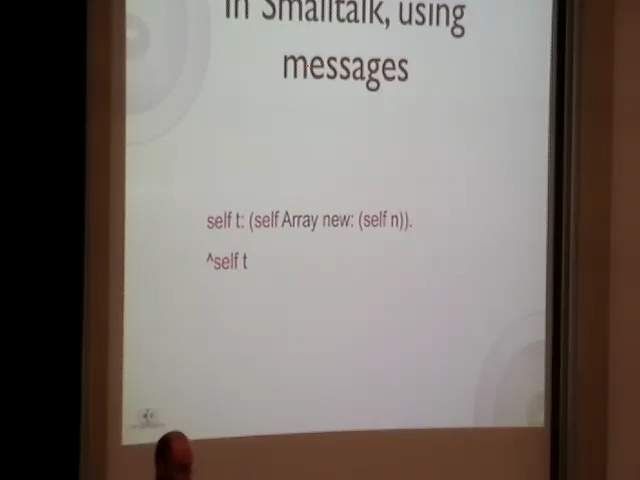 in Smalltalk, using
messages
self t: (self Array new: (self n)).
^self t